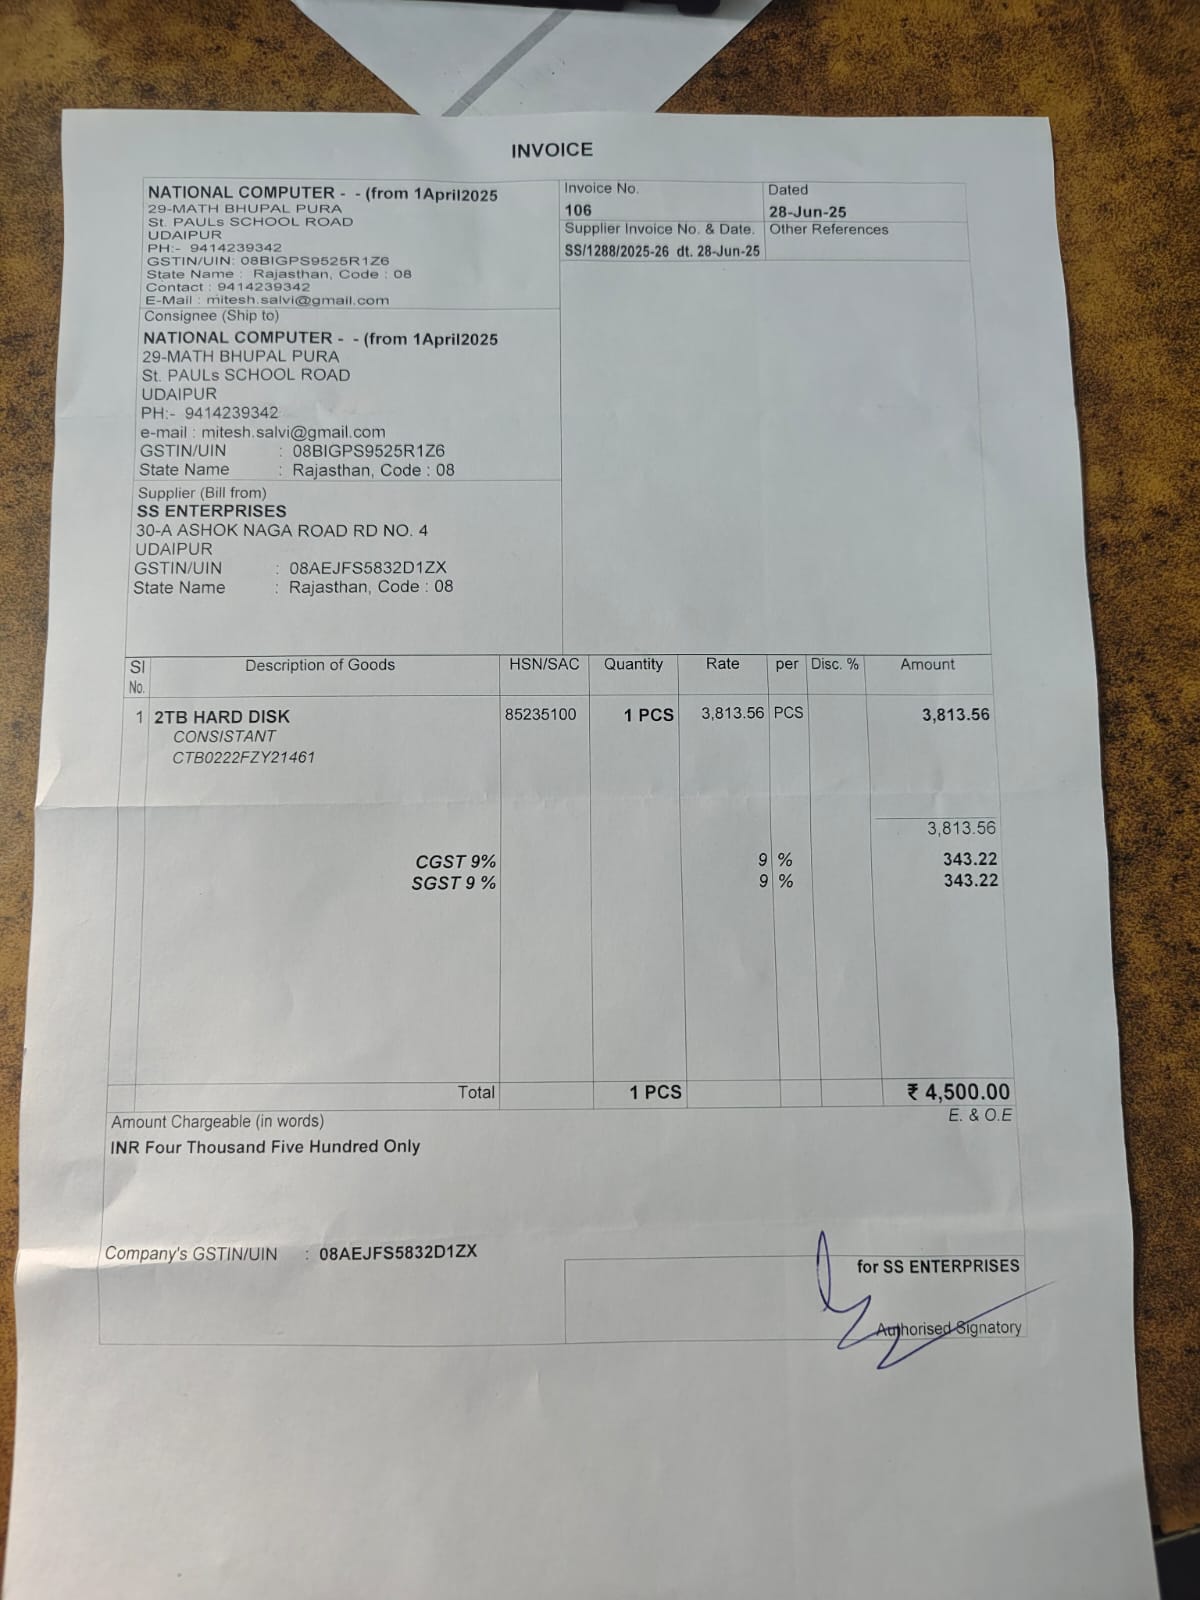 INVOICE
NATIONAL COMPUTER - - (from 1April2025
29-MATH BHUPAL PURA
St. PAULs SCHOOL ROAD
UDAIPUR
PH:- 9414239342
GSTIN/UIN: 08BIGPS9525R1Z6
State Name : Rajasthan, Code : 08
Contact : 9414239342
E-Mail : mitesh.salvi@gmail.com
Invoice No.
106
Dated
28-Jun-25
Supplier Invoice No. & Date.
SS/1288/2025-26 dt. 28-Jun-25
Other References
Consignee (Ship to)
NATIONAL COMPUTER - - (from 1April2025
29-MATH BHUPAL PURA
St. PAULs SCHOOL ROAD
UDAIPUR
PH:- 9414239342
e-mail : mitesh.salvi@gmail.com
GSTIN/UIN : 08BIGPS9525R1Z6
State Name : Rajasthan, Code : 08
Supplier (Bill from)
SS ENTERPRISES
30-A ASHOK NAGA ROAD RD NO. 4
UDAIPUR
GSTIN/UIN : 08AEJFS5832D1ZX
State Name : Rajasthan, Code : 08
Sl No. Description of Goods HSN/SAC Quantity Rate per Disc. % Amount
1 2TB HARD DISK 85235100 1 PCS 3,813.56 PCS 3,813.56
CONSISTANT
CTB0222FZY21461
3,813.56
CGST 9% 9 % 343.22
SGST 9 % 9 % 343.22
Total 1 PCS ₹ 4,500.00
Amount Chargeable (in words) E. & O.E
INR Four Thousand Five Hundred Only
Company's GSTIN/UIN : 08AEJFS5832D1ZX
for SS ENTERPRISES
Authorised Signatory